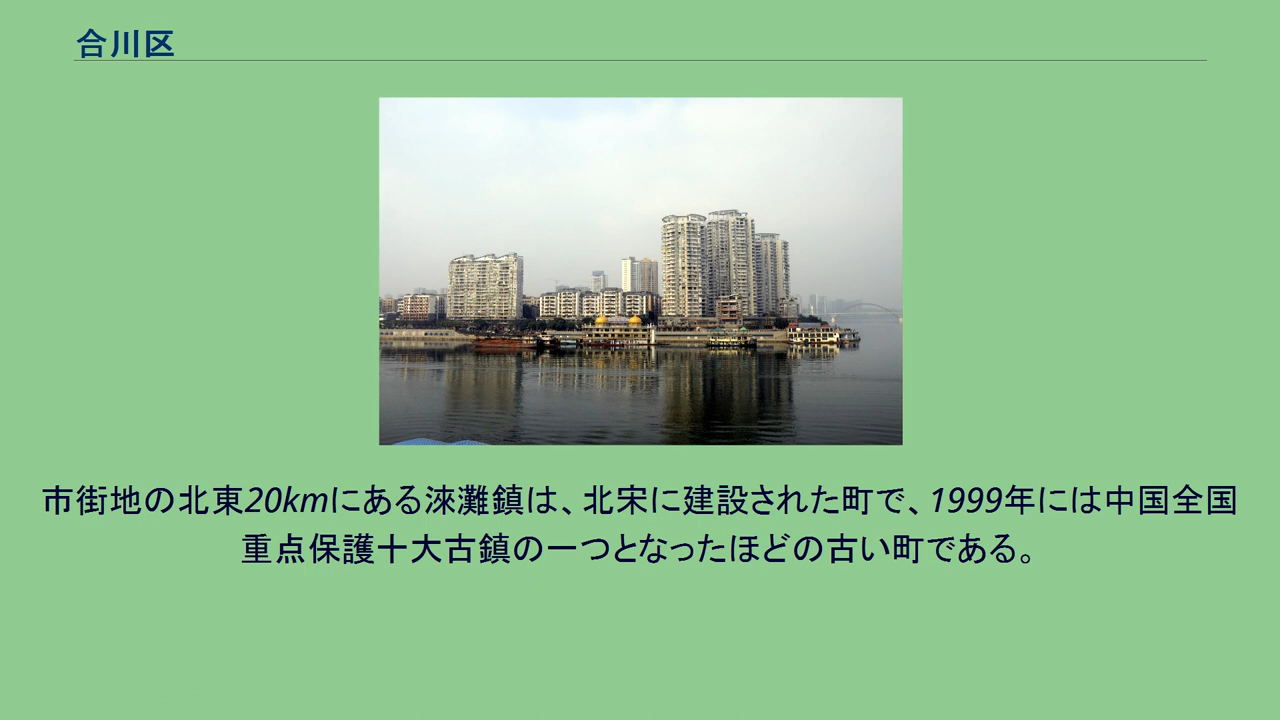 合川区
市街地の北東20kmにある淶灘鎮は、北宋に建設された町で、1999年には中国全国
重点保護十大古鎮の一つとなったほどの古い町である。